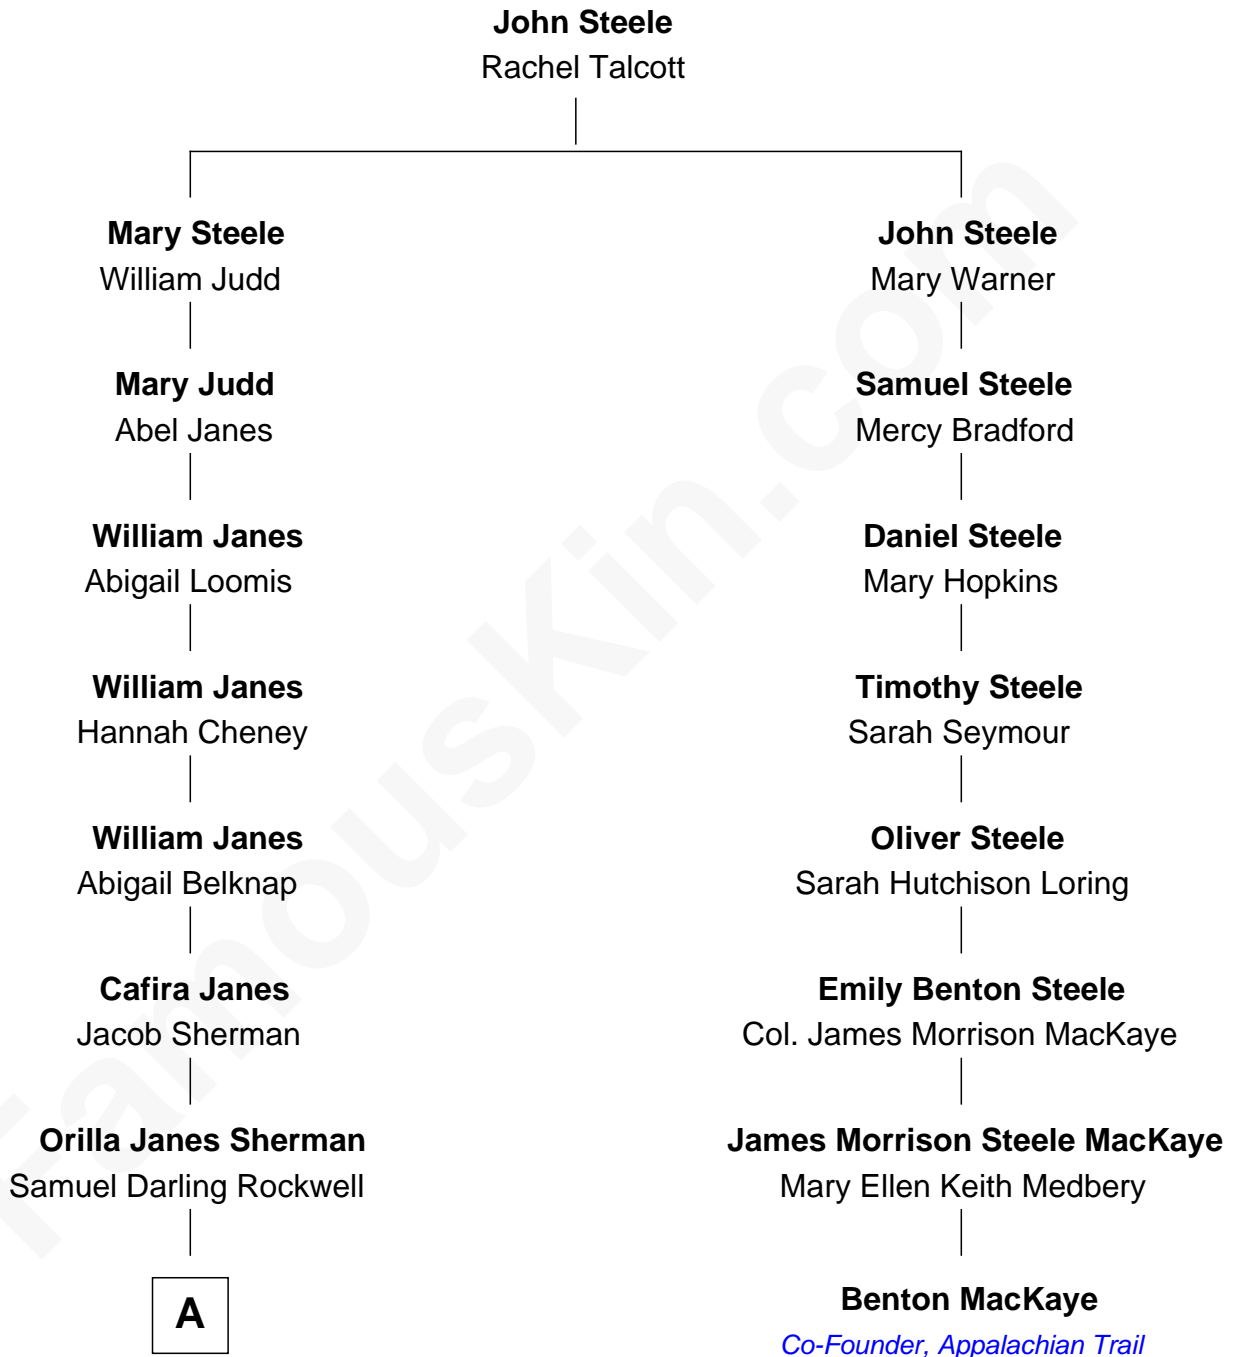 John Steele
Rachel Talcott
Mary Steele
William Judd
John Steele
Mary Warner
Mary Judd
Abel Janes
Samuel Steele
Mercy Bradford
William Janes
Abigail Loomis
Daniel Steele
Mary Hopkins
William Janes
Hannah Cheney
Timothy Steele
Sarah Seymour
William Janes
Abigail Belknap
Oliver Steele
Sarah Hutchison Loring
Cafira Janes
Jacob Sherman
Emily Benton Steele
Col. James Morrison MacKaye
Orilla Janes Sherman
Samuel Darling Rockwell
James Morrison Steele MacKaye
Mary Ellen Keith Medbery
A
Benton MacKaye
Co-Founder, Appalachian Trail
FamousKin.com